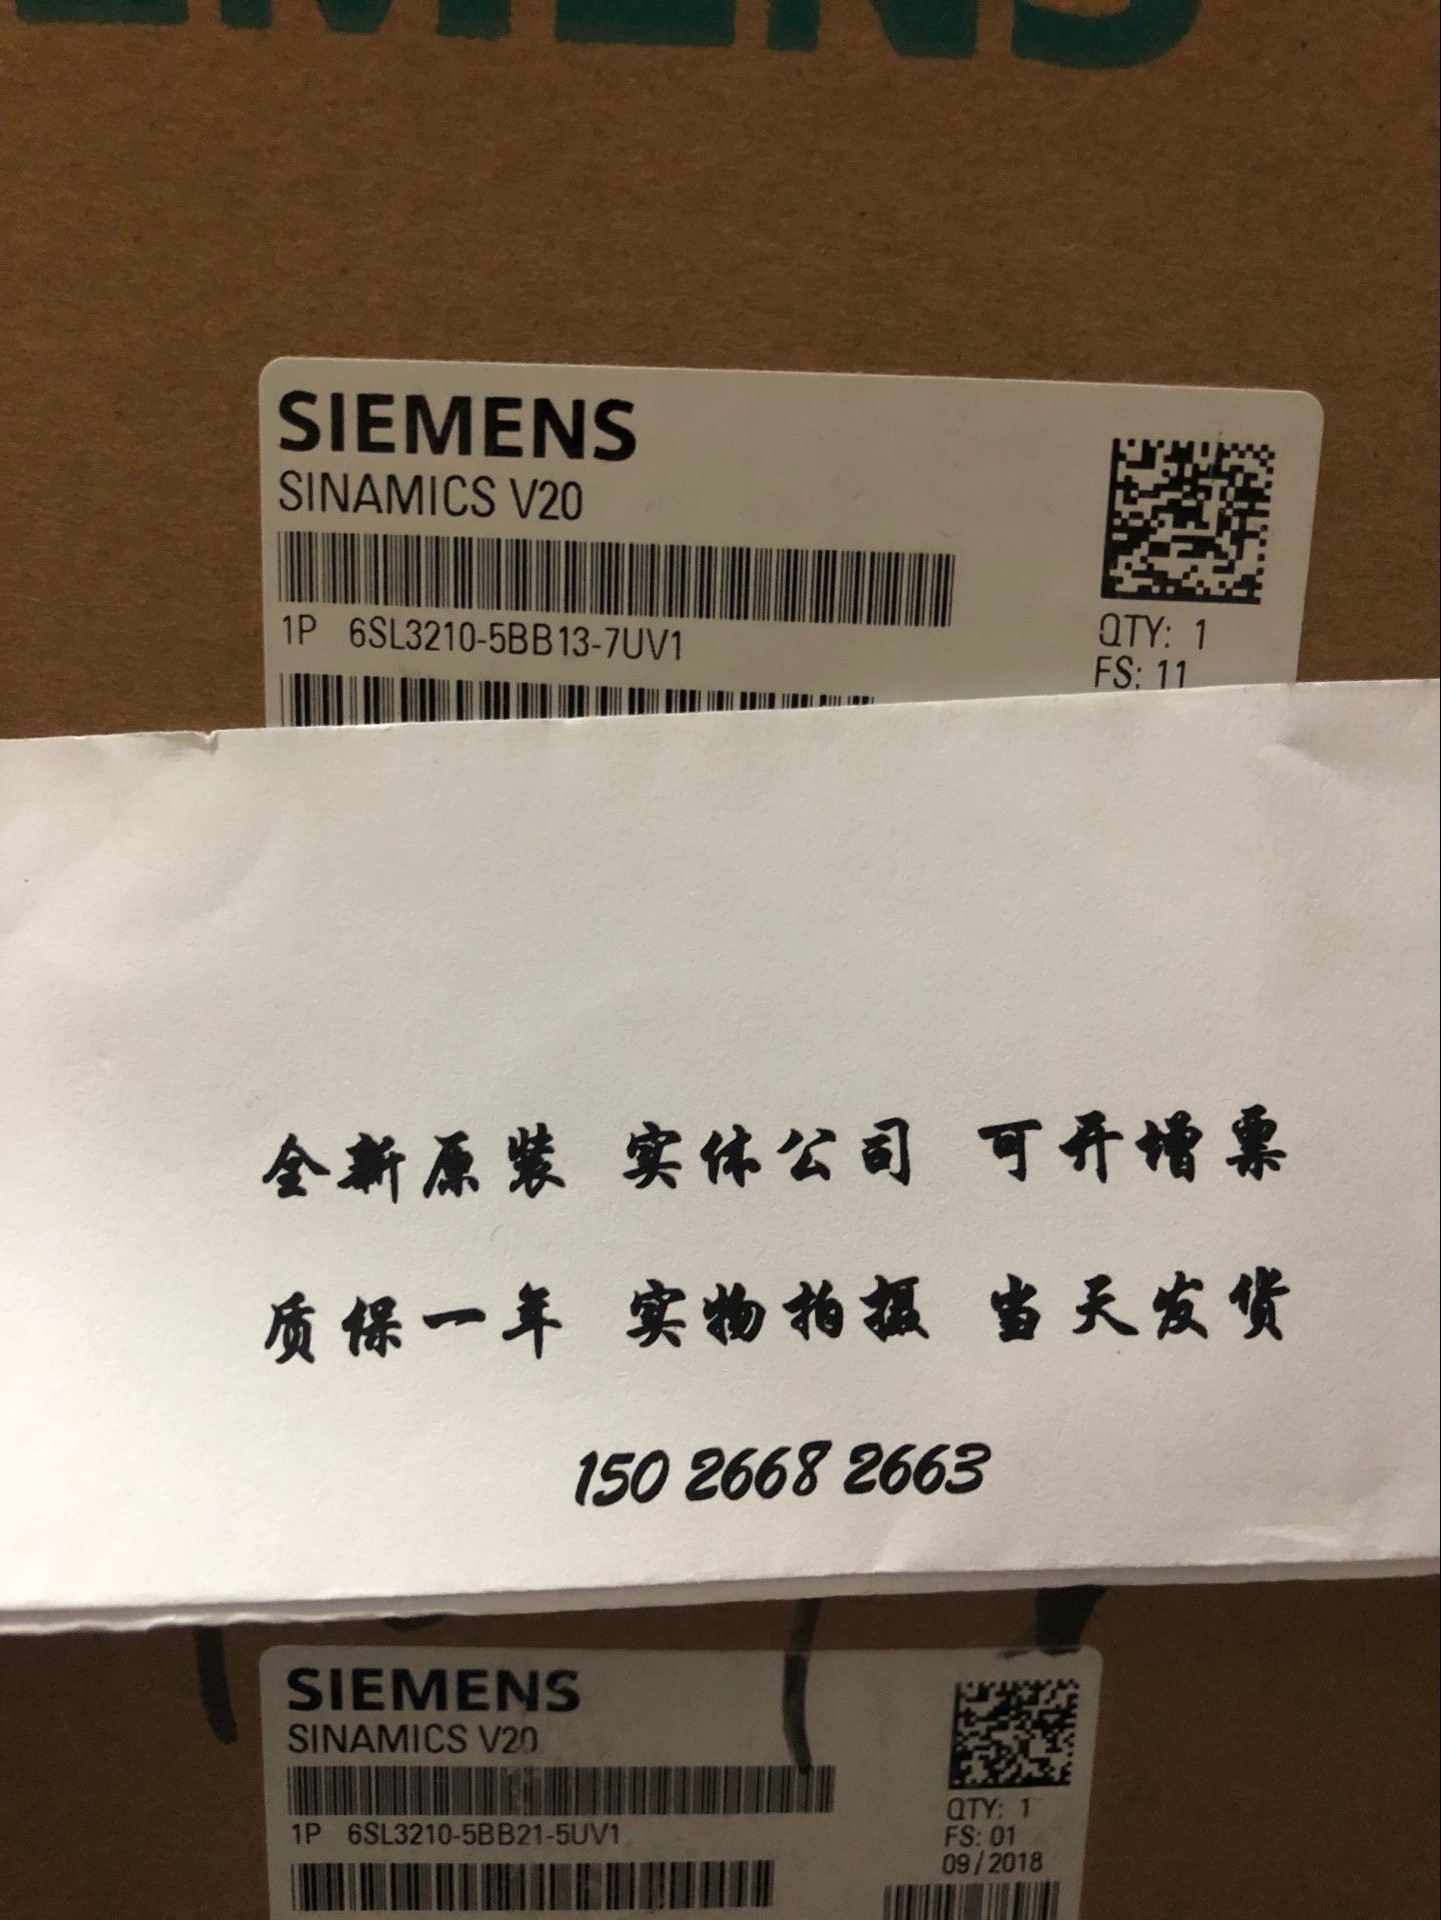 SIEMENS
SINAMICS V20
1P 6SL3210-5BB13-7UV1
QTY: 1
FS: 11
全新原装 实体公司 可开增票
质保一年 实物拍摄 当天发货
150 2668 2663
SIEMENS
SINAMICS V20
1P 6SL3210-5BB21-5UV1
QTY: 1
FS: 01
09/2018